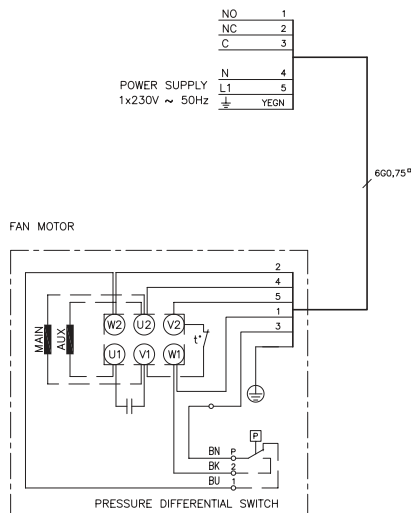 NO 1
NC 2
C 3
N 4
POWER SUPPLY L1 5
1x230V ~ 50Hz YEGN
6G0,75¤
FAN MOTOR
2
4
5
1
3
W2 U2 V2
t°
MAIN AUX
U1 V1 W1
P
BN P
BK 2
BU 1
PRESSURE DIFFERENTIAL SWITCH